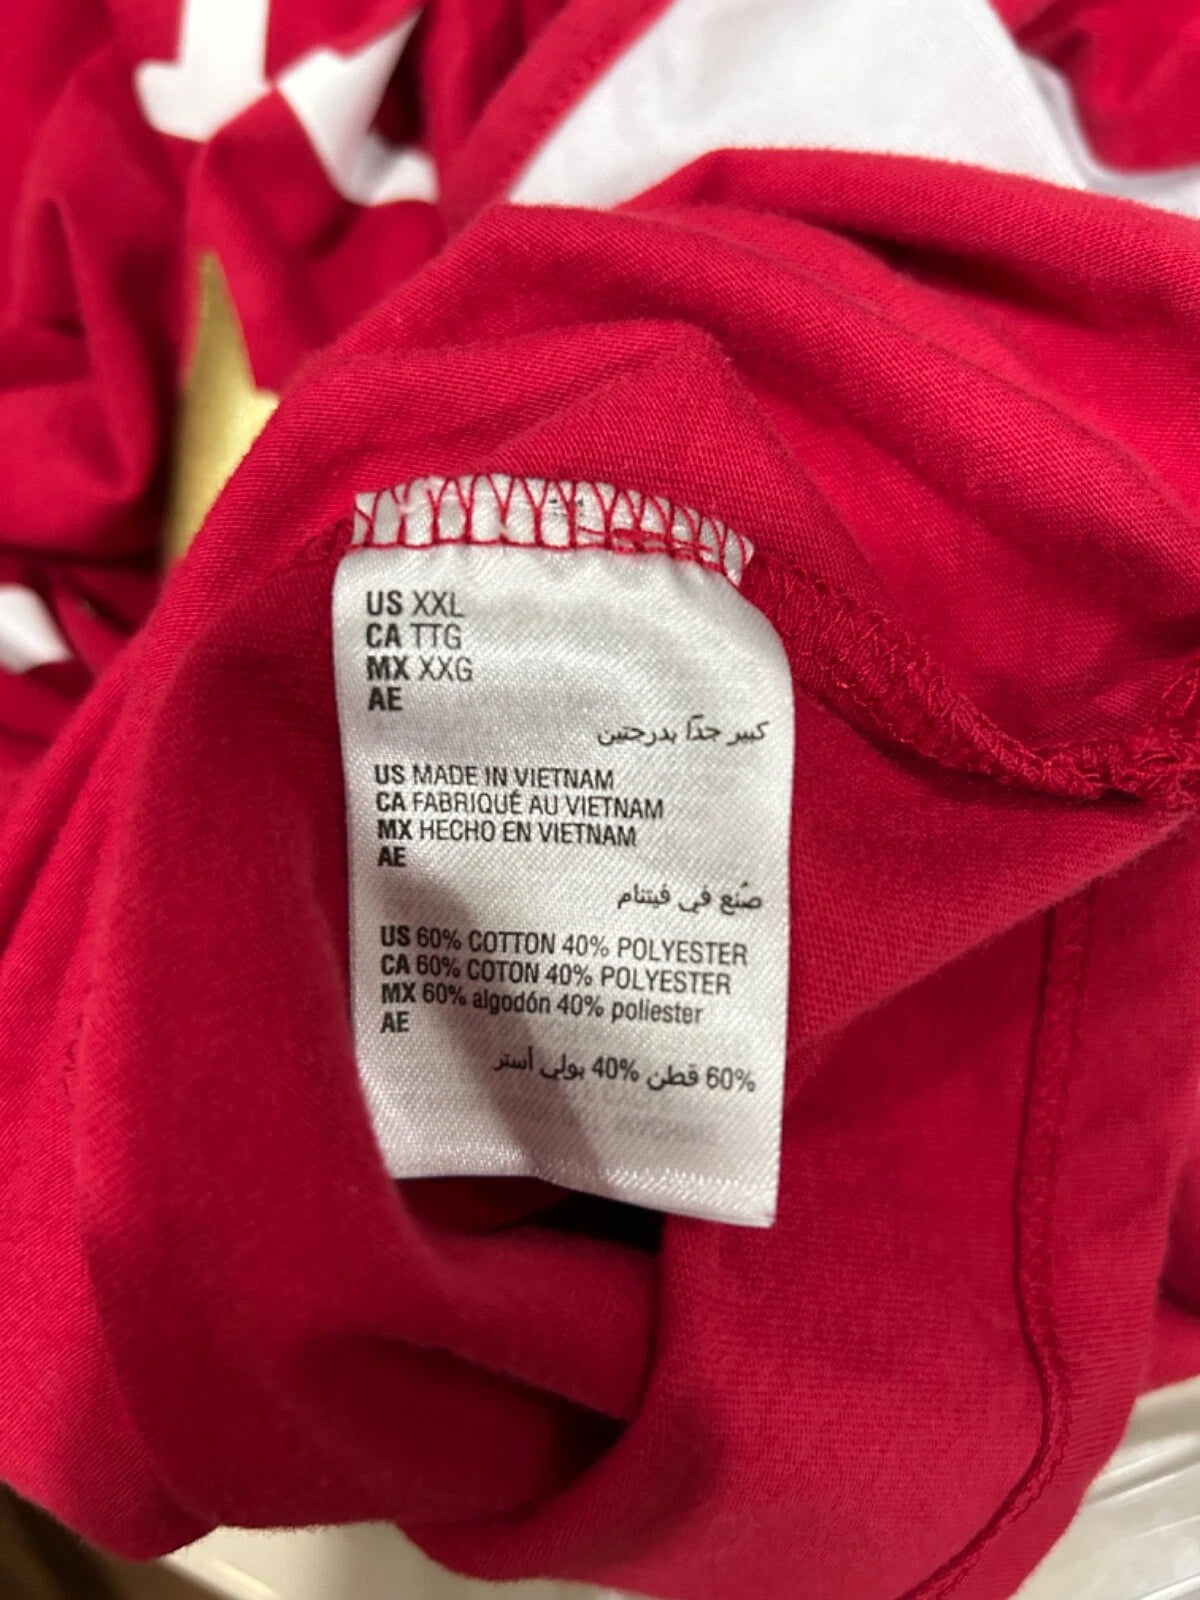 US XXL
CA TTG
MX XXG
AE
كبير جدًا بدرجتين
US MADE IN VIETNAM
CA FABRIQUÉ AU VIETNAM
MX HECHO EN VIETNAM
AE
صُنع في فيتنام
US 60% COTTON 40% POLYESTER
CA 60% COTON 40% POLYESTER
MX 60% algodón 40% poliester
AE
60% قطن 40% بولي أستر